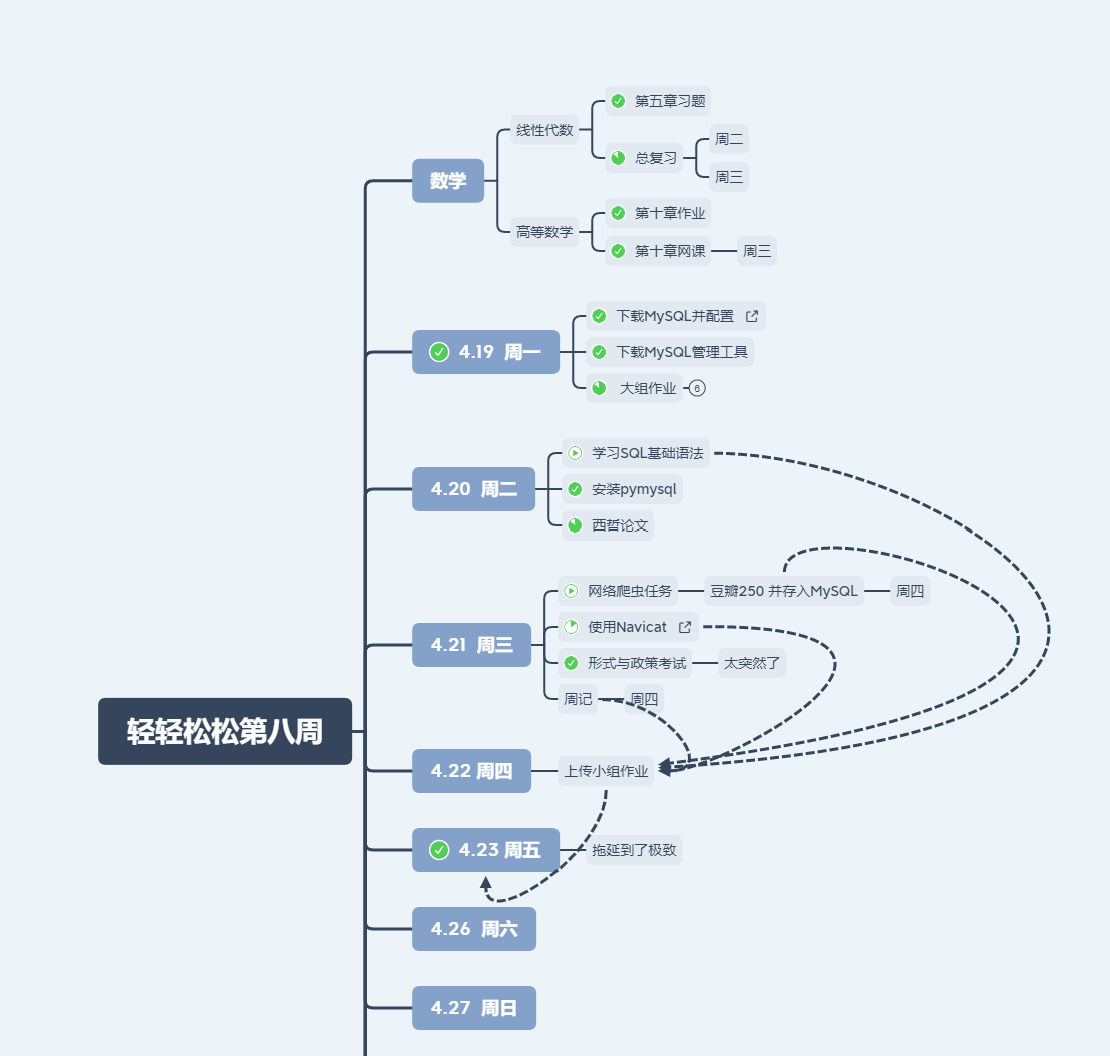 轻轻松松第八周
数学
线性代数
第五章习题
总复习
周二
周三
高等数学
第十章作业
第十章网课
周三
4.19 周一
下载MySQL并配置
下载MySQL管理工具
大组作业
6
4.20 周二
学习SQL基础语法
安装pymysql
西哲论文
4.21 周三
网络爬虫任务
豆瓣250 并存入MySQL
周四
使用Navicat
形式与政策考试
太突然了
周记
周四
4.22 周四
上传小组作业
4.23 周五
拖延到了极致
4.26 周六
4.27 周日